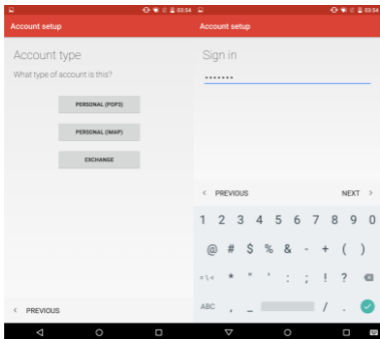 03:54
Account setup
Account type
What type of account is this?
PERSONAL (POP3)
PERSONAL (IMAP)
EXCHANGE
< PREVIOUS
03:54
Account setup
Sign in
•••••••
< PREVIOUS NEXT >
1 2 3 4 5 6 7 8 9 0
@ # $ % & - + ( )
= \ < * " ' : ; ! ?
ABC , _ / .